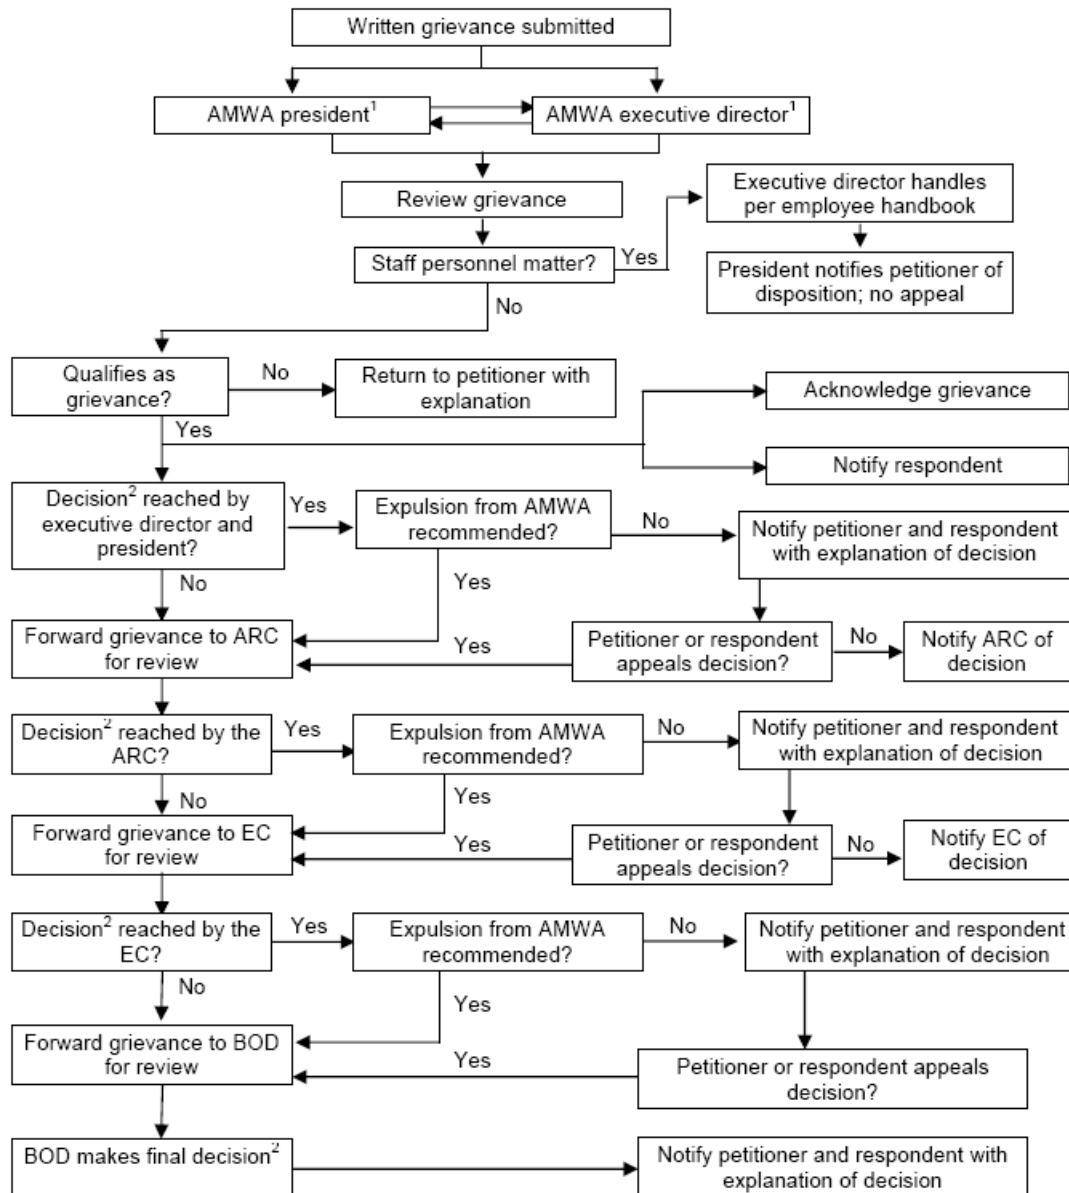 Written grievance submitted
AMWA president1
AMWA executive director1
Review grievance
Executive director handles
per employee handbook
Staff personnel matter?
Yes
President notifies petitioner of
disposition; no appeal
No
Qualifies as
grievance?
No
Return to petitioner with
explanation
Acknowledge grievance
Yes
Notify respondent
Decision2 reached by
executive director and
president?
Yes
Expulsion from AMWA
recommended?
No
Notify petitioner and respondent
with explanation of decision
No
Yes
Forward grievance to ARC
for review
Yes
Petitioner or respondent
appeals decision?
No
Notify ARC of
decision
Decision2 reached by the
ARC?
Yes
Expulsion from AMWA
recommended?
No
Notify petitioner and respondent
with explanation of decision
No
Yes
Forward grievance to EC
for review
Yes
Petitioner or respondent
appeals decision?
No
Notify EC of
decision
Decision2 reached by the
EC?
Yes
Expulsion from AMWA
recommended?
No
Notify petitioner and respondent
with explanation of decision
No
Yes
Forward grievance to BOD
for review
Yes
Petitioner or respondent appeals
decision?
BOD makes final decision2
Notify petitioner and respondent with
explanation of decision